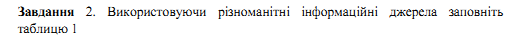 Завдання 2. Використовуючи різноманітні інформаційні джерела заповніть
таблицю 1